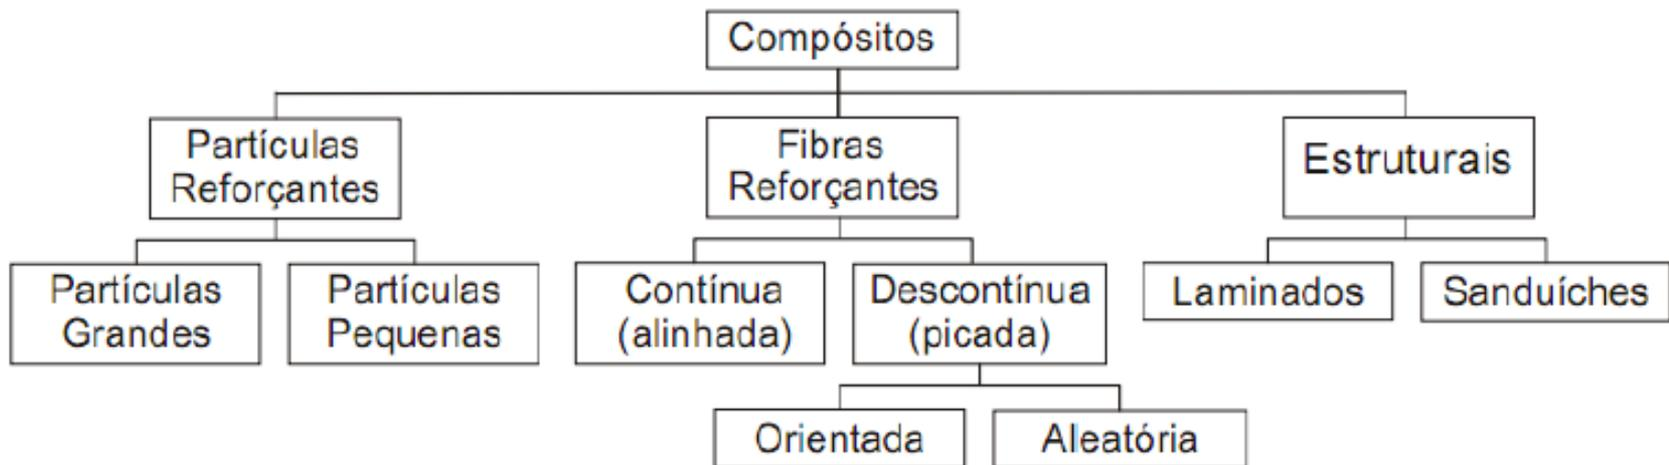 Compósitos
Partículas
Reforçantes
Fibras
Reforçantes
Estruturais
Partículas
Grandes
Partículas
Pequenas
Contínua
(alinhada)
Descontínua
(picada)
Laminados
Sanduíches
Orientada
Aleatória